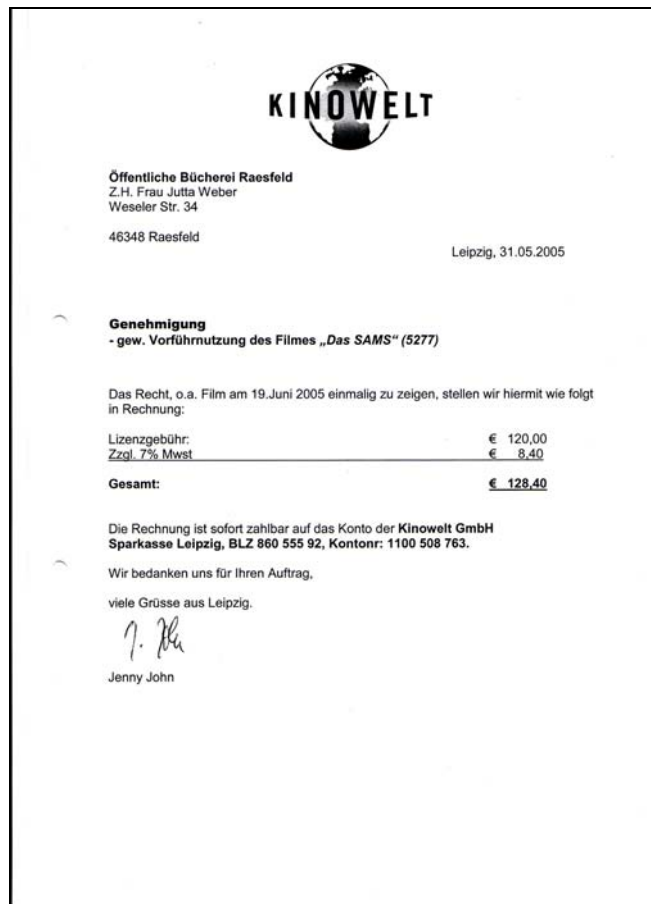 KINOWELT
Öffentliche Bücherei Raesfeld
Z.H. Frau Jutta Weber
Weseler Str. 34
46348 Raesfeld
Leipzig, 31.05.2005
Genehmigung
- gew. Vorführnutzung des Filmes „Das SAMS" (5277)
Das Recht, o.a. Film am 19.Juni 2005 einmalig zu zeigen, stellen wir hiermit wie folgt
in Rechnung:
Lizenzgebühr: € 120,00
Zzgl. 7% Mwst € 8,40
Gesamt: € 128,40
Die Rechnung ist sofort zahlbar auf das Konto der Kinowelt GmbH
Sparkasse Leipzig, BLZ 860 555 92, Kontonr: 1100 508 763.
Wir bedanken uns für Ihren Auftrag,
viele Grüsse aus Leipzig.
J. John
Jenny John